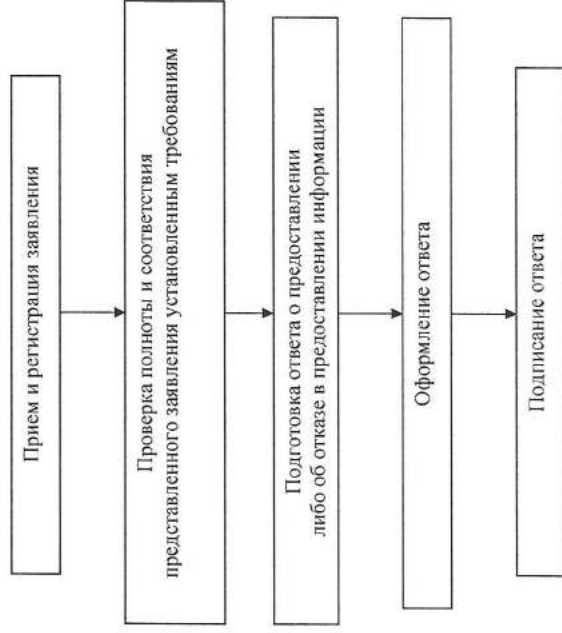 Прием и регистрация заявления
Проверка полноты и соответствия
представленного заявления установленным требованиям
Подготовка ответа о предоставлении
либо об отказе в предоставлении информации
Оформление ответа
Подписание ответа